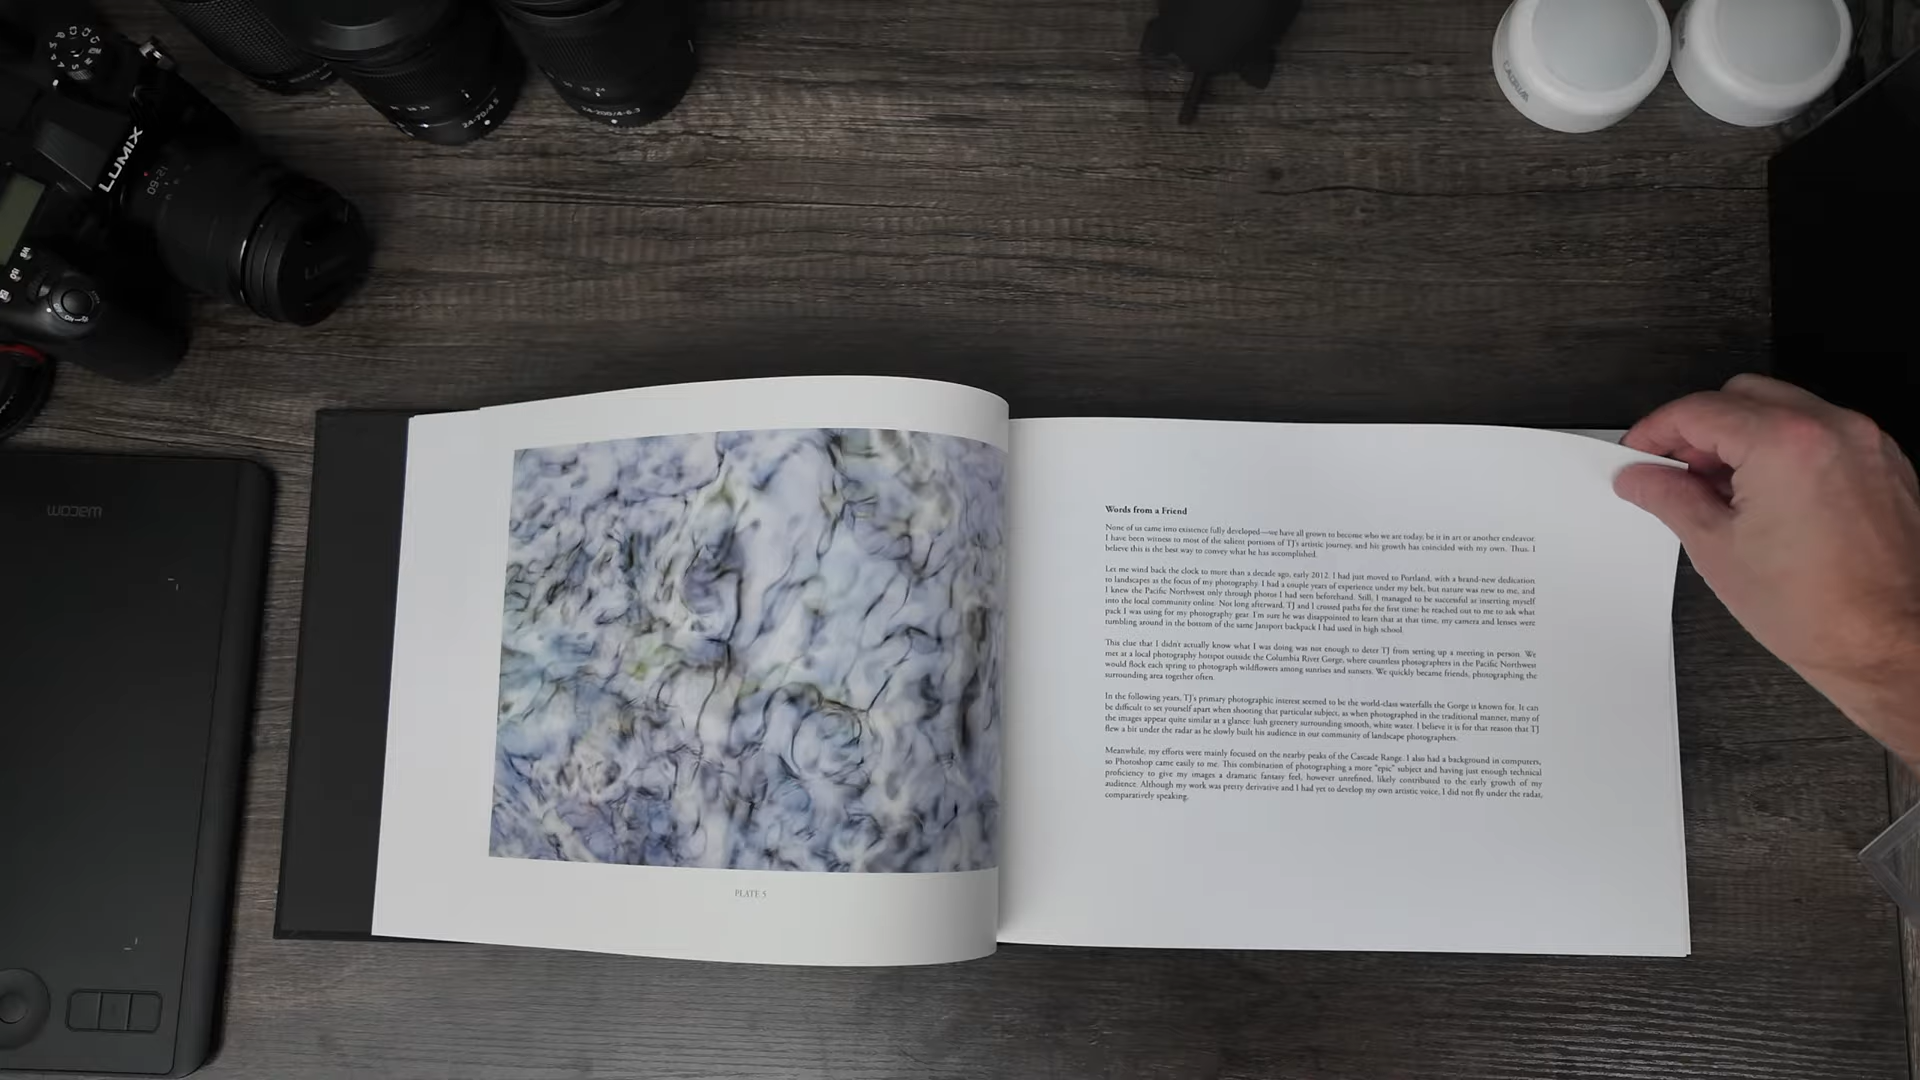 LUMIX
24-70/4
24-200/4-6.3
wacom
PLATE 5
Words from a Friend
None of us came into existence fully developed—we have all grown to become who we are today, be it in art or another endeavor.
I have been witness to most of the salient portions of TJ's artistic journey, and his growth has coincided with my own. Thus, I
believe this is the best way to convey what he has accomplished.
Let me wind back the clock to more than a decade ago, early 2012. I had just moved to Portland, with a brand-new dedication
to landscapes as the focus of my photography. I had a couple years of experience under my belt, but nature was new to me, and
I knew the Pacific Northwest only through photos I had seen beforehand. Still, I managed to be successful at inserting myself
into the local community online. Not long afterward, TJ and I crossed paths for the first time: he reached out to me to ask what
pack I was using for my photography gear. I'm sure he was disappointed to learn that at that time, my camera and lenses were
tumbling around in the bottom of the same Jansport backpack I had used in high school.
This clue that I didn't actually know what I was doing was not enough to deter TJ from setting up a meeting in person. We
met at a local photography hotspot outside the Columbia River Gorge, where countless photographers in the Pacific Northwest
would flock each spring to photograph wildflowers among sunrises and sunsets. We quickly became friends, photographing the
surrounding area together often.
In the following years, TJ's primary photographic interest seemed to be the world-class waterfalls the Gorge is known for. It can
be difficult to set yourself apart when shooting that particular subject, as when photographed in the traditional manner, many of
the images appear quite similar at a glance: lush greenery surrounding smooth, white water. I believe it is for that reason that TJ
flew a bit under the radar as he slowly built his audience in our community of landscape photographers.
Meanwhile, my efforts were mainly focused on the nearby peaks of the Cascade Range. I also had a background in computers,
so Photoshop came easily to me. This combination of photographing a more "epic" subject and having just enough technical
proficiency to give my images a dramatic fantasy feel, however unrefined, likely contributed to the early growth of my
audience. Although my work was pretty derivative and I had yet to develop my own artistic voice, I did not fly under the radar,
comparatively speaking.